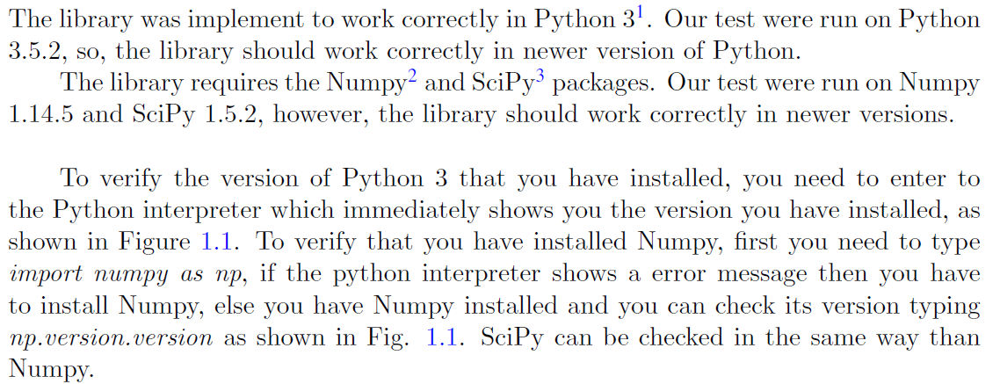 The library was implement to work correctly in Python 3¹. Our test were run on Python
3.5.2, so, the library should work correctly in newer version of Python.
The library requires the Numpy² and SciPy³ packages. Our test were run on Numpy
1.14.5 and SciPy 1.5.2, however, the library should work correctly in newer versions.
To verify the version of Python 3 that you have installed, you need to enter to
the Python interpreter which immediately shows you the version you have installed, as
shown in Figure 1.1. To verify that you have installed Numpy, first you need to type
import numpy as np, if the python interpreter shows a error message then you have
to install Numpy, else you have Numpy installed and you can check its version typing
np.version.version as shown in Fig. 1.1. SciPy can be checked in the same way than
Numpy.